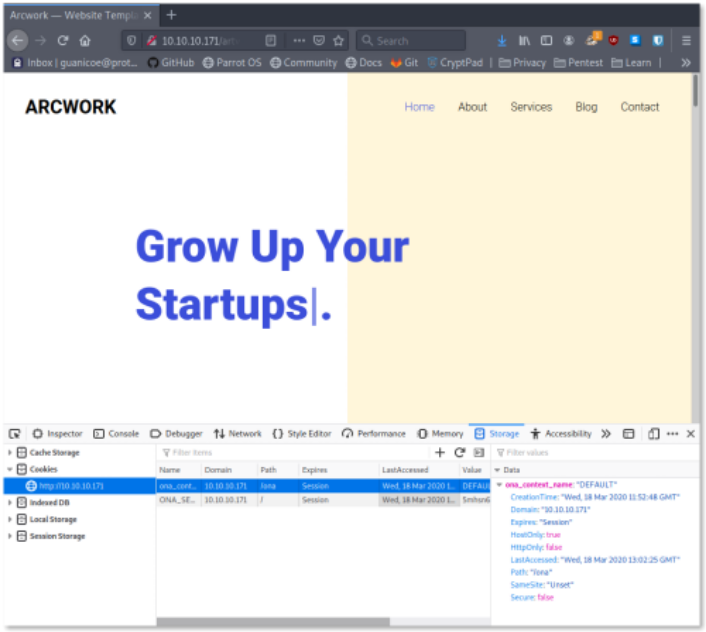 Arcwork — Website Templa
10.10.10.171/art
Search
Inbox | guanicoe@prot...
GitHub
Parrot OS
Community
Docs
Git
CryptPad
Privacy
Pentest
Learn
ARCWORK
Home
About
Services
Blog
Contact
Grow Up Your
Startups|.
Inspector
Console
Debugger
Network
Style Editor
Performance
Memory
Storage
Accessibility
Cache Storage
Cookies
http://10.10.10.171
Indexed DB
Local Storage
Session Storage
Filter items
Name Domain Path Expires LastAccessed Value
ona_cont... 10.10.10.171 /ona Session Wed, 18 Mar 2020 1... DEFAU
ONA_SE... 10.10.10.171 / Session Wed, 18 Mar 2020 1...
Filter values
Data
ona_context_name: "DEFAULT"
CreationTime: "Wed, 18 Mar 2020 11:52:48 GMT"
Domain: "10.10.10.171"
Expires: "Session"
HostOnly: true
HttpOnly: false
LastAccessed: "Wed, 18 Mar 2020 13:02:25 GMT"
Path: "/ona"
SameSite: "Unset"
Secure: false